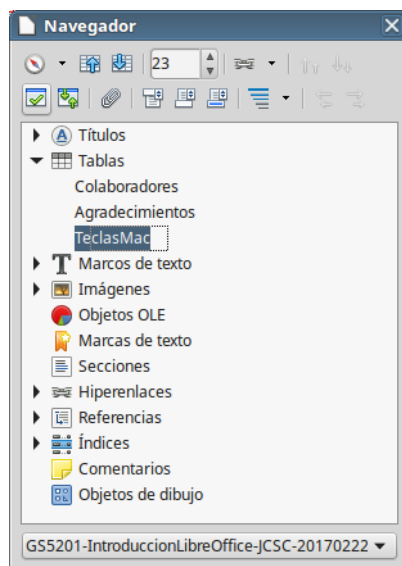 Navegador
23
Títulos
Tablas
Colaboradores
Agradecimientos
TeclasMac
Marcos de texto
Imágenes
Objetos OLE
Marcas de texto
Secciones
Hiperenlaces
Referencias
Índices
Comentarios
Objetos de dibujo
GS5201-IntroduccionLibreOffice-JCSC-20170222